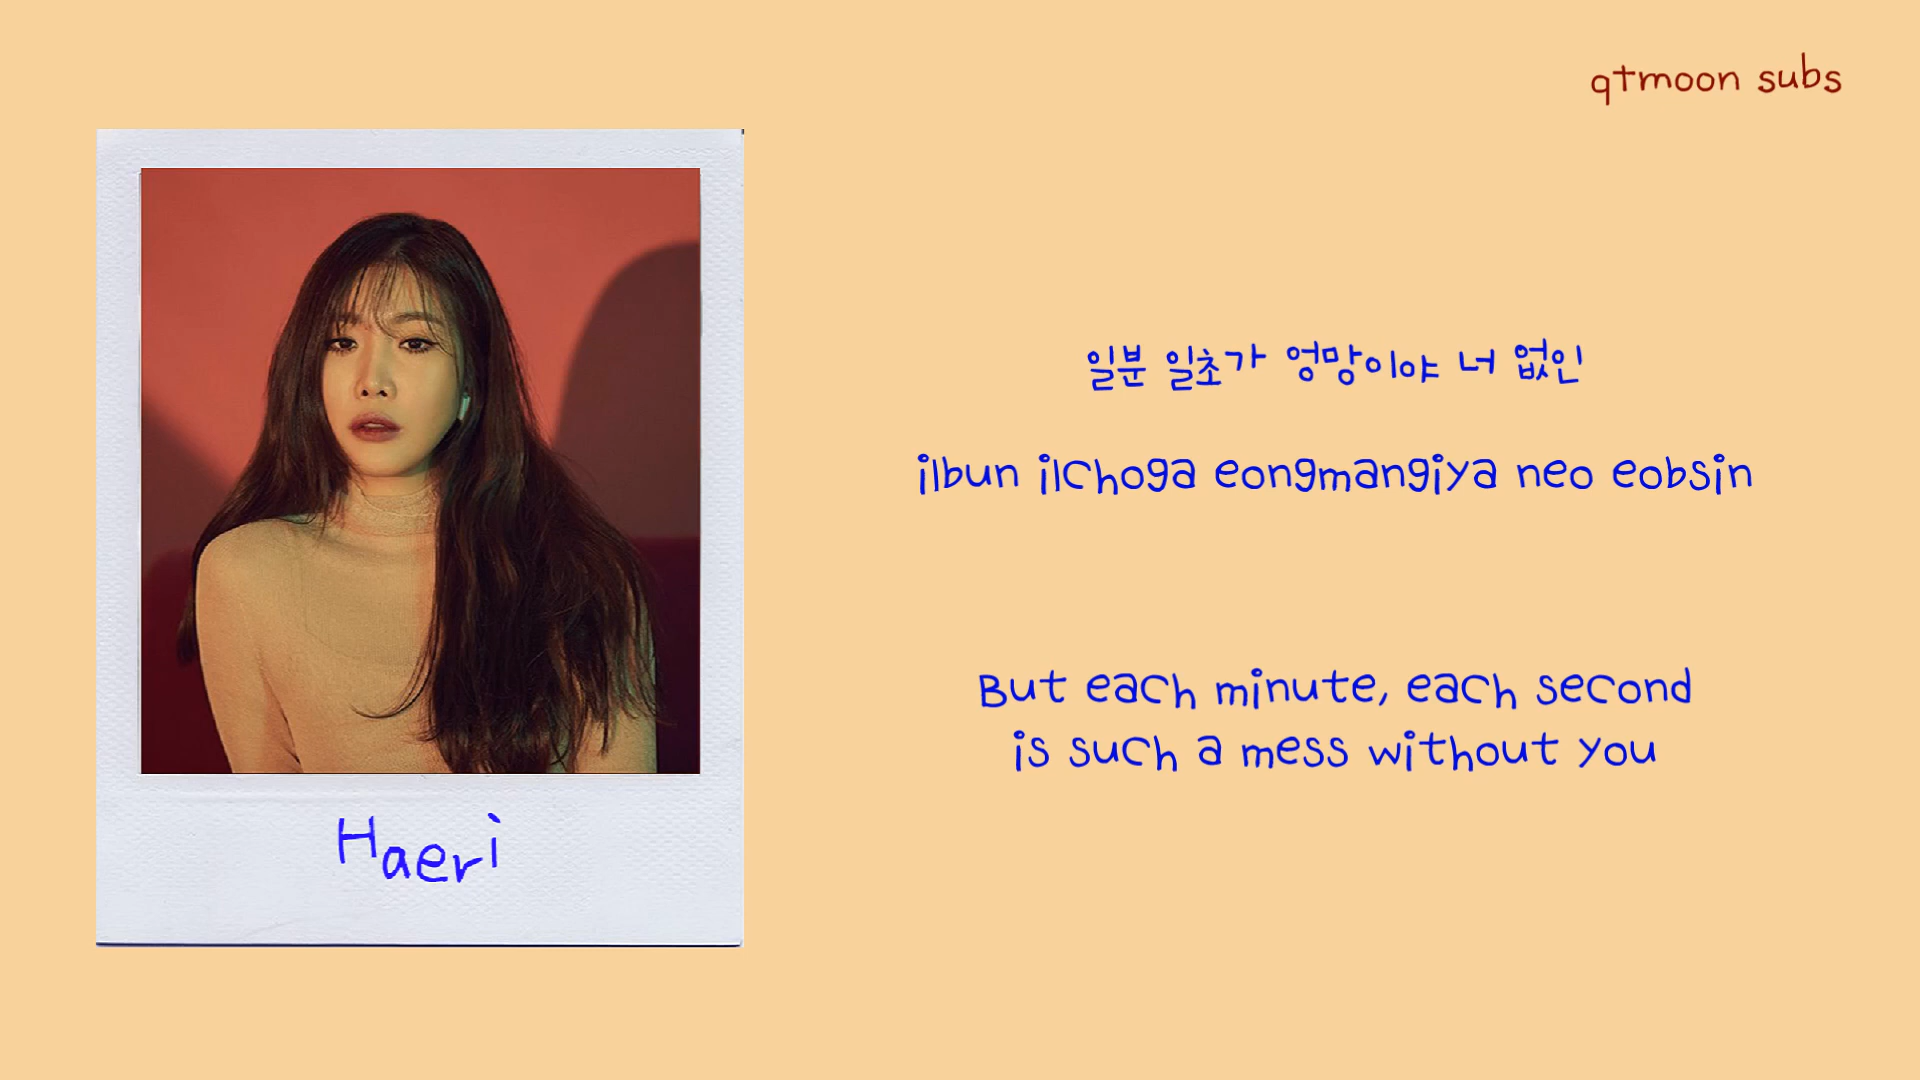 qtmoon subs
일분 일초가 엉망이야 너 없인
ilbun ilchoga eongmangiya neo eobsin
But each minute, each second
is such a mess without you
Haeri